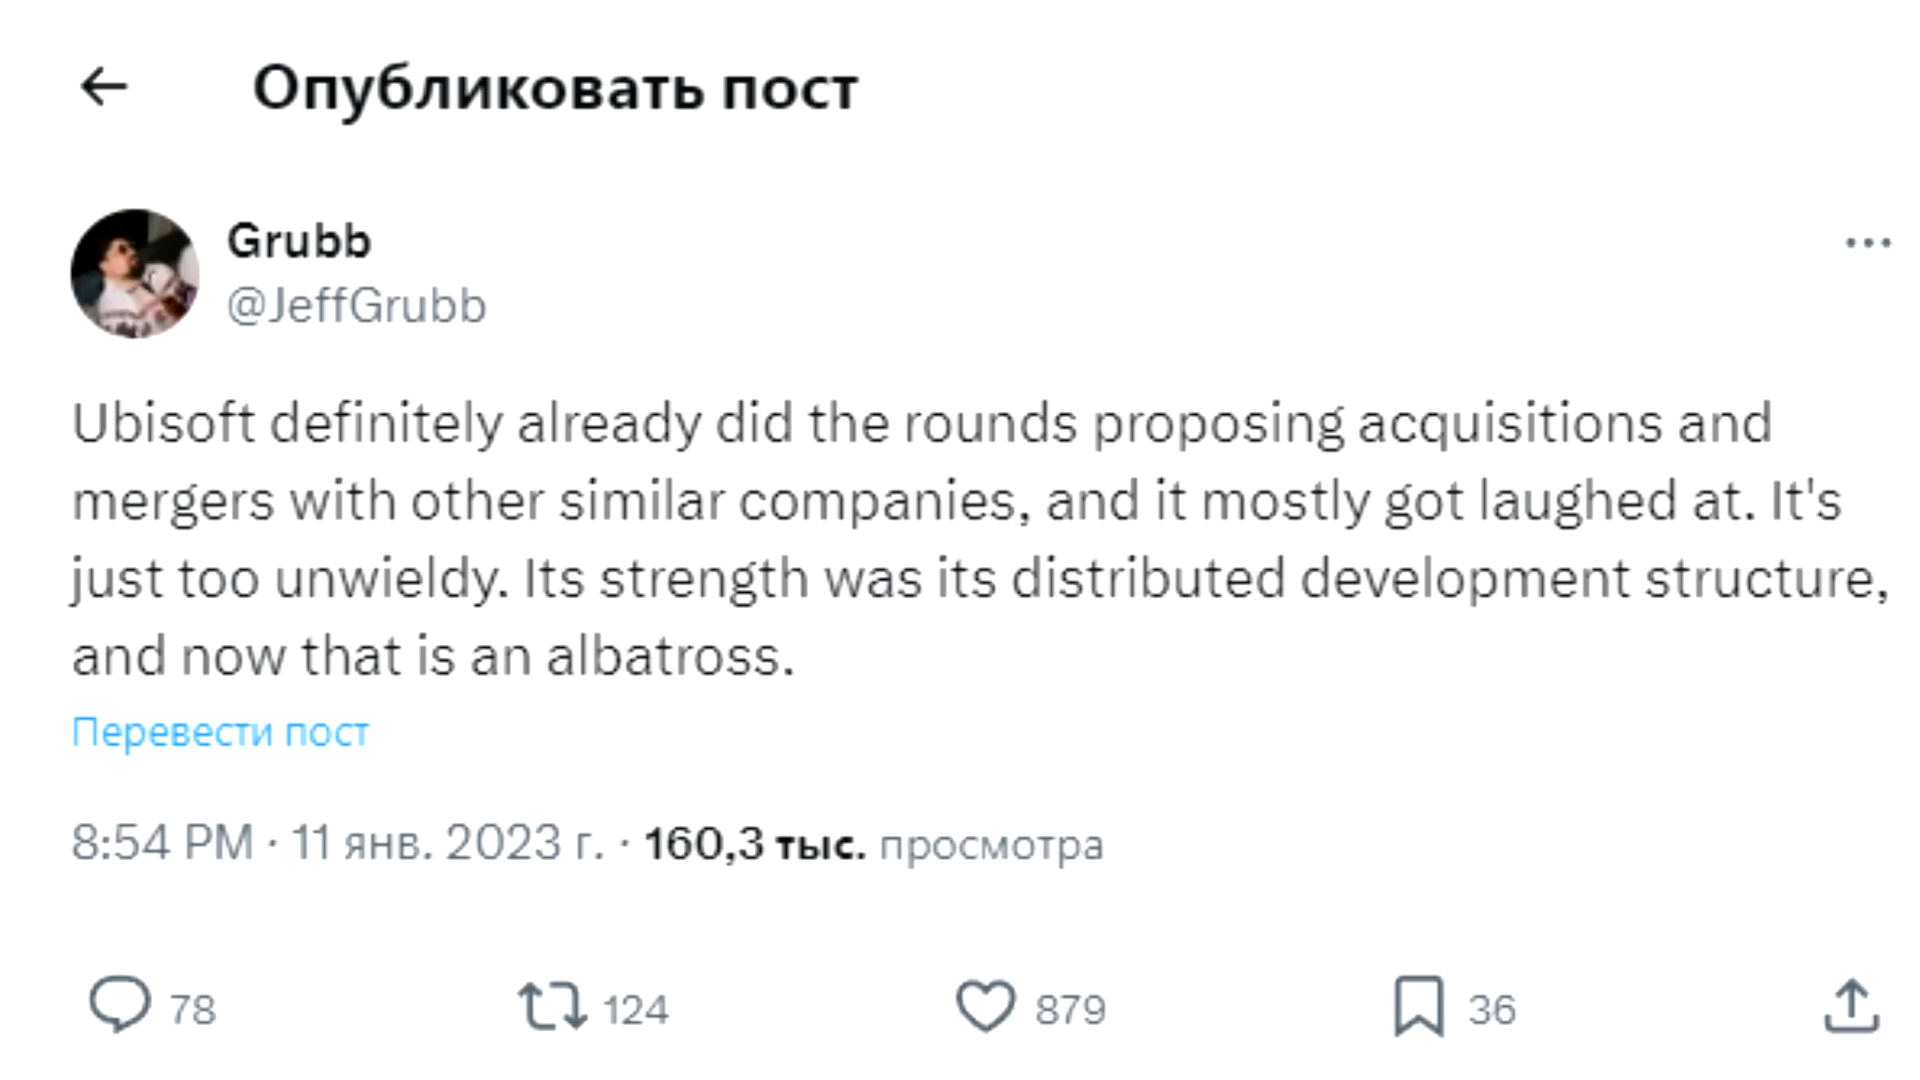 Опубликовать пост
Grubb
@JeffGrubb
Ubisoft definitely already did the rounds proposing acquisitions and
mergers with other similar companies, and it mostly got laughed at. It's
just too unwieldy. Its strength was its distributed development structure,
and now that is an albatross.
Перевести пост
8:54 PM · 11 янв. 2023 г. · 160,3 тыс. просмотра
78 124 879 36